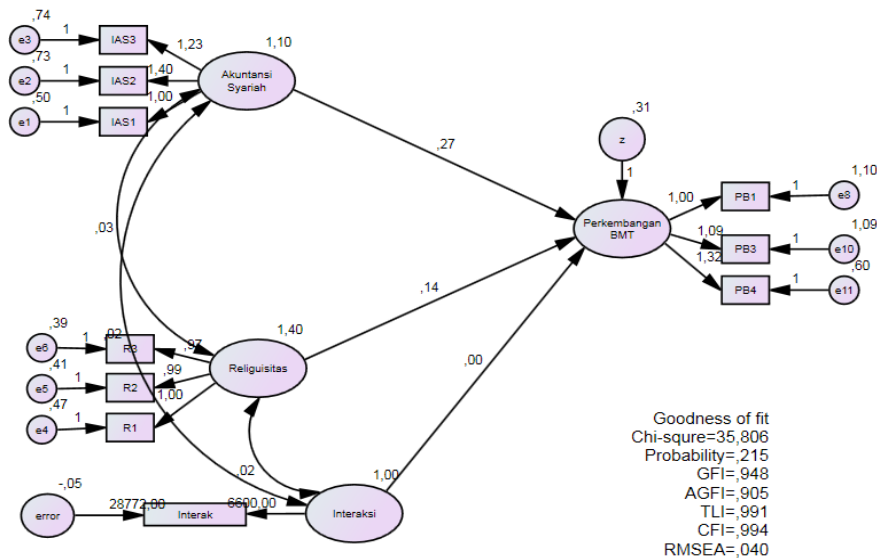 ,74
e3
1
IAS3
1,23
1,10
,73
e2
1
IAS2
1,40
Akuntansi
Syariah
,50
e1
1
IAS1
1,00
,31
z
,27
1
1,00
PB1
1
1,10
e8
Perkembangan
BMT
1,09
PB3
1
1,09
e10
1,32
PB4
1
,60
e11
,03
,14
,39
e6
1
,02
R3
,97
1,40
,41
e5
1
R2
,99
Religuisitas
,00
,47
e4
1
R1
1,00
,02
1,00
-,05
error
28772,00
Interak
6600,00
Interaksi
Goodness of fit
Chi-squre=35,806
Probability=,215
GFI=,948
AGFI=,905
TLI=,991
CFI=,994
RMSEA=,040